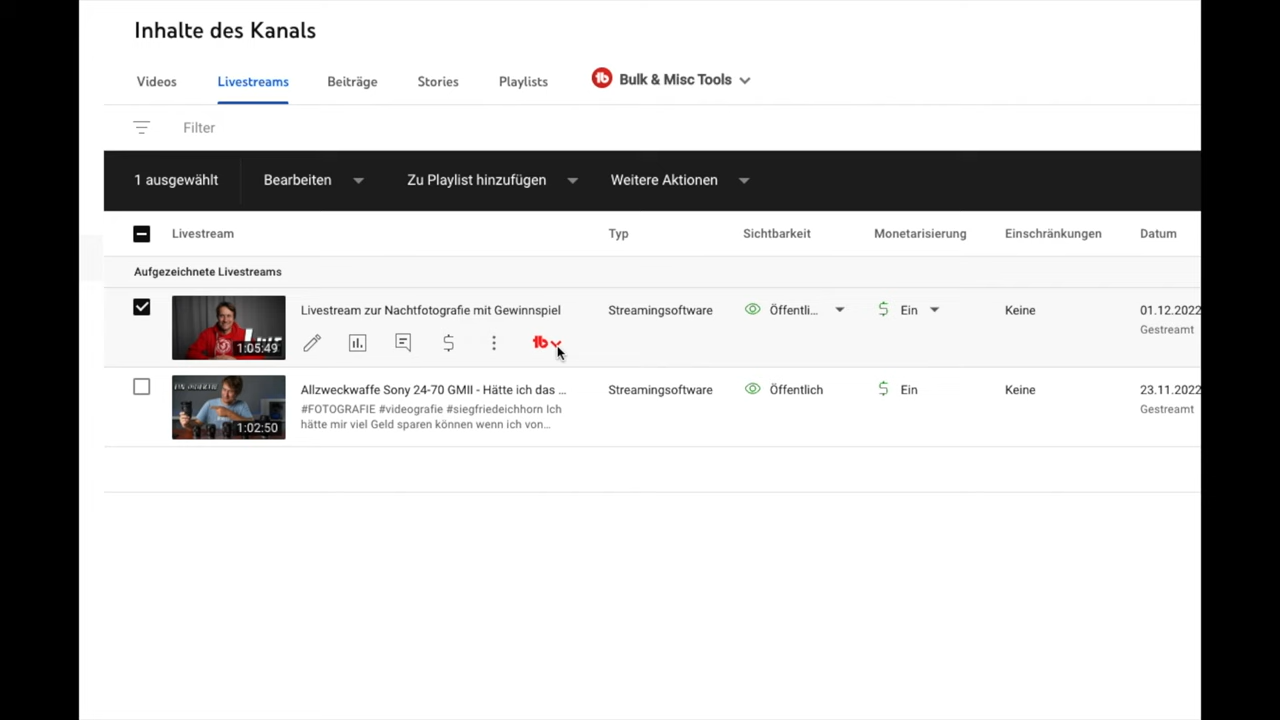 Inhalte des Kanals
Videos Livestreams Beiträge Stories Playlists tb Bulk & Misc Tools
Filter
1 ausgewählt Bearbeiten Zu Playlist hinzufügen Weitere Aktionen
Livestream Typ Sichtbarkeit Monetarisierung Einschränkungen Datum
Aufgezeichnete Livestreams
Livestream zur Nachtfotografie mit Gewinnspiel Streamingsoftware Öffentli... Ein Keine 01.12.2022
Gestreamt
1:05:49 tb
Allzweckwaffe Sony 24-70 GMII - Hätte ich das ... Streamingsoftware Öffentlich Ein Keine 23.11.2022
#FOTOGRAFIE #videografie #siegfriedeichhorn Ich Gestreamt
hätte mir viel Geld sparen können wenn ich von...
1:02:50